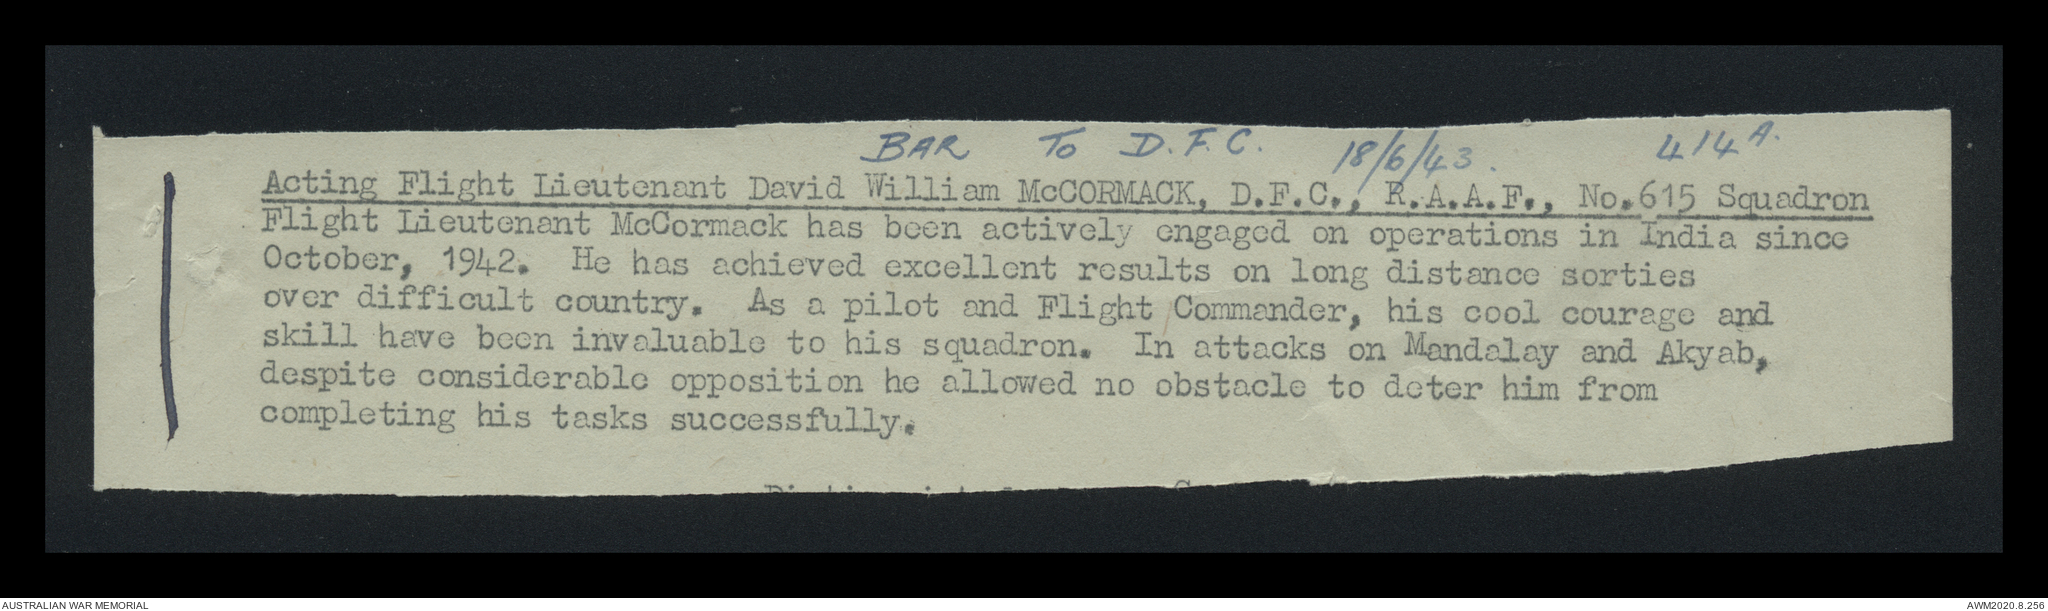 BAR TO D.F.C. 18/6/43. 414A.
Acting Flight Lieutenant David William McCORMACK, D.F.C., R.A.A.F., No.615 Squadron
Flight Lieutenant McCormack has been actively engaged on operations in India since
October, 1942. He has achieved excellent results on long distance sorties
over difficult country. As a pilot and Flight Commander, his cool courage and
skill have been invaluable to his squadron. In attacks on Mandalay and Akyab,
despite considerable opposition he allowed no obstacle to deter him from
completing his tasks successfully.
AUSTRALIAN WAR MEMORIAL
AWM2020.8.256